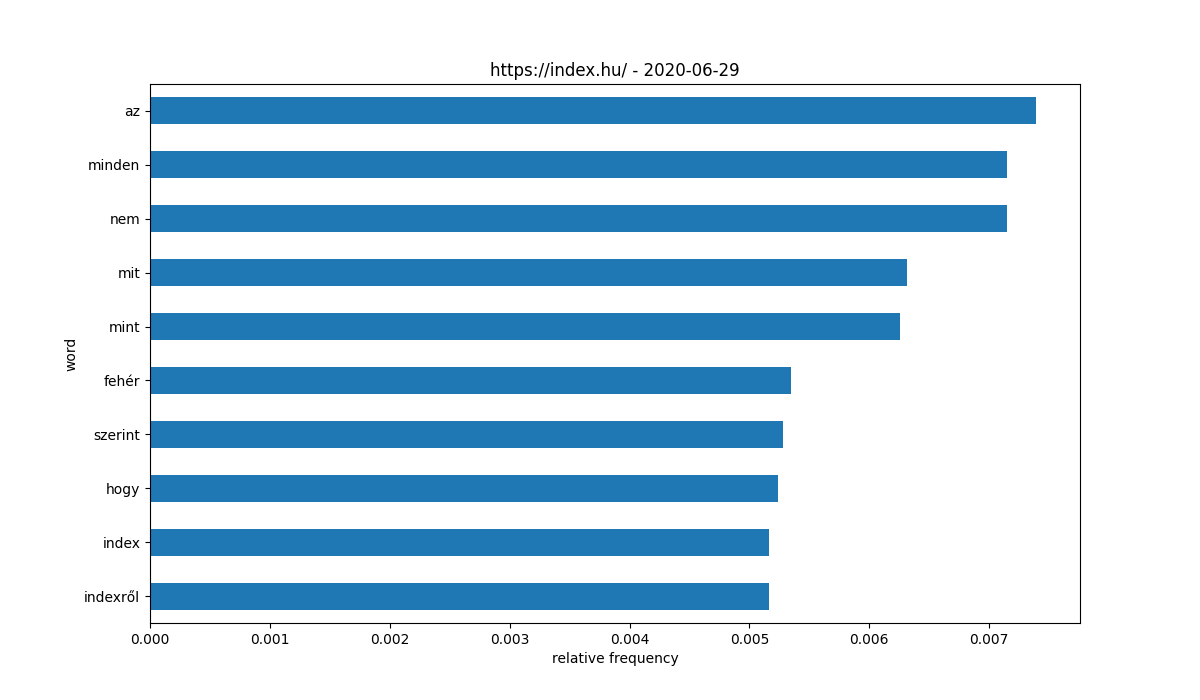 https://index.hu/ - 2020-06-29
az
minden
nem
mit
mint
fehér
szerint
hogy
index
indexről
word
0.000 0.001 0.002 0.003 0.004 0.005 0.006 0.007
relative frequency